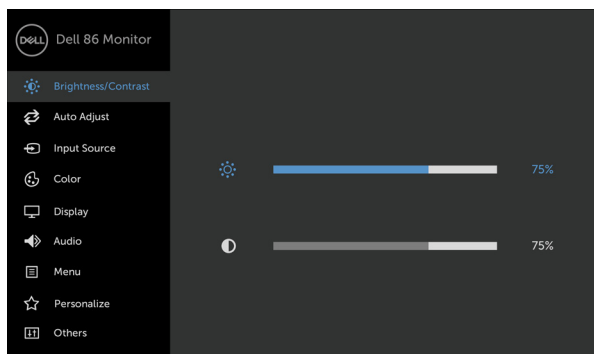 DELL Dell 86 Monitor
Brightness/Contrast
Auto Adjust
Input Source
75%
Color
Display
Audio
75%
Menu
Personalize
Others